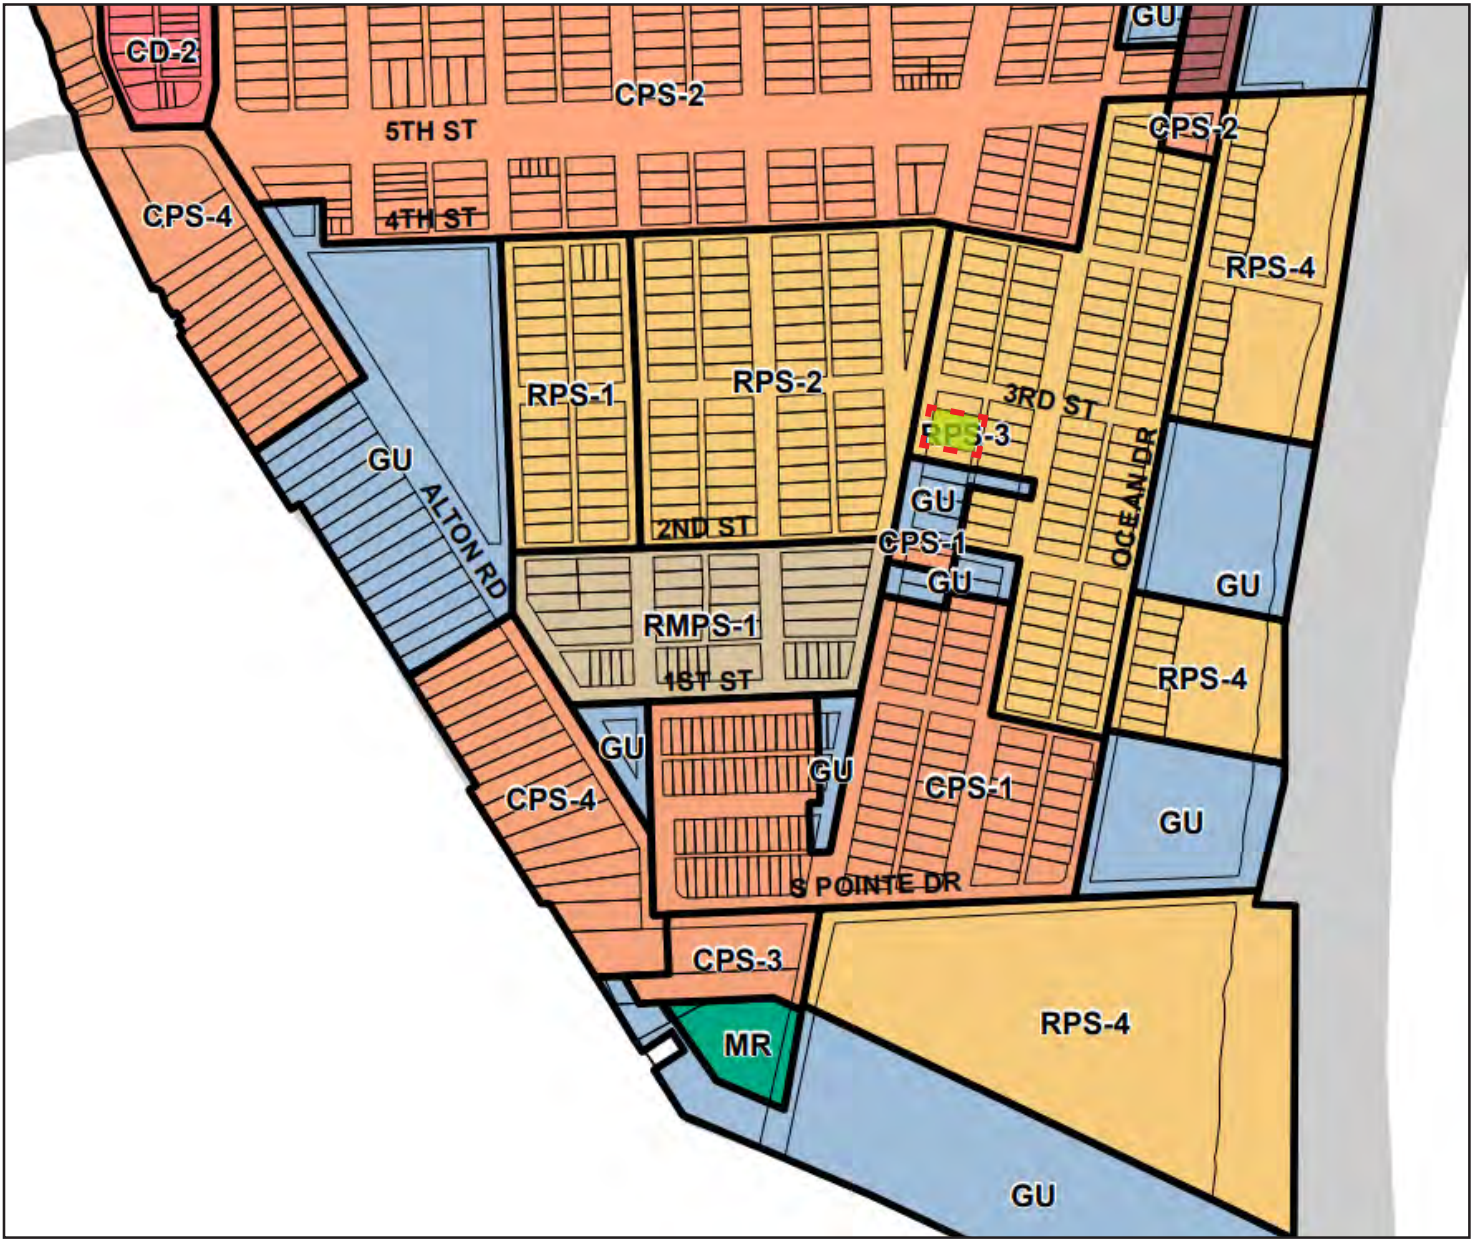 GU
CD-2
CPS-2
5TH ST
CPS-2
CPS-4
4TH ST
RPS-4
RPS-1
RPS-2
3RD ST
RPS-3
GU
ALTON RD
OCEAN DR
GU
2ND ST
CPS-1
GU
GU
RMPS-1
1ST ST
RPS-4
GU
GU
CPS-4
CPS-1
GU
S POINTE DR
CPS-3
RPS-4
MR
GU